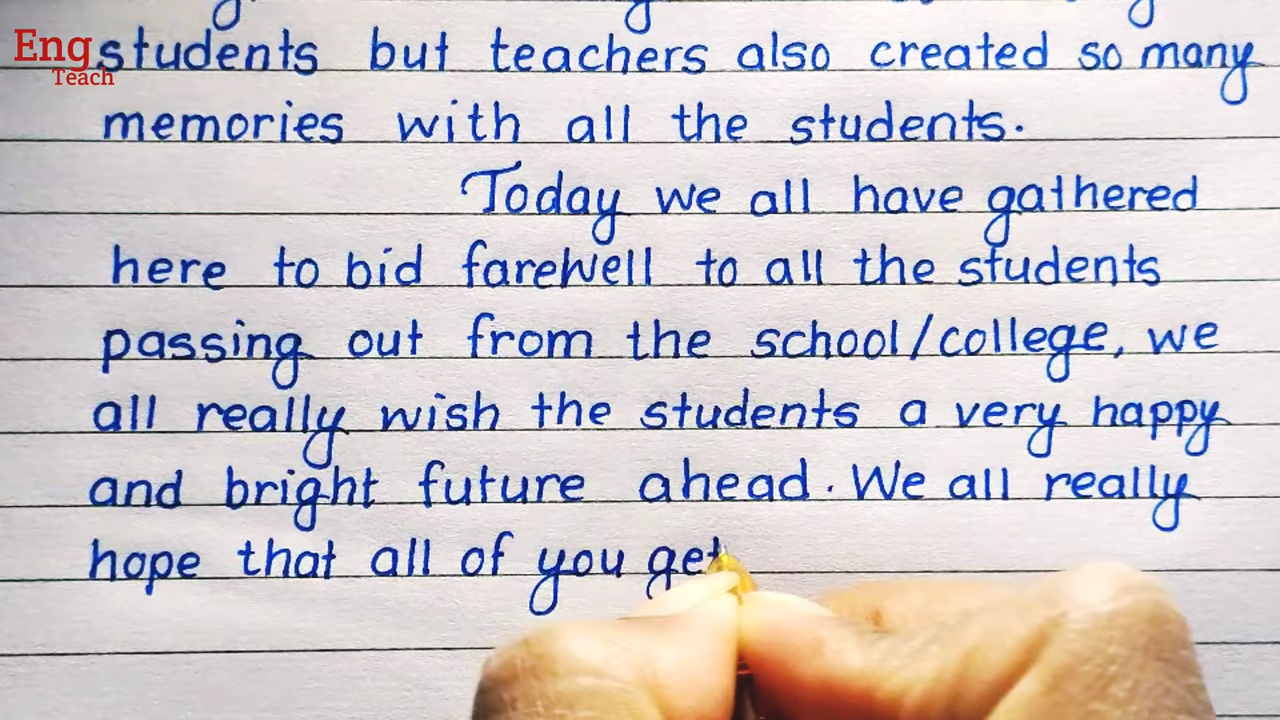 Eng
Teach
students but teachers also created so many
memories with all the students.
Today we all have gathered
here to bid farewell to all the students
passing out from the school/college, we
all really wish the students a very happy
and bright future ahead. We all really
hope that all of you get